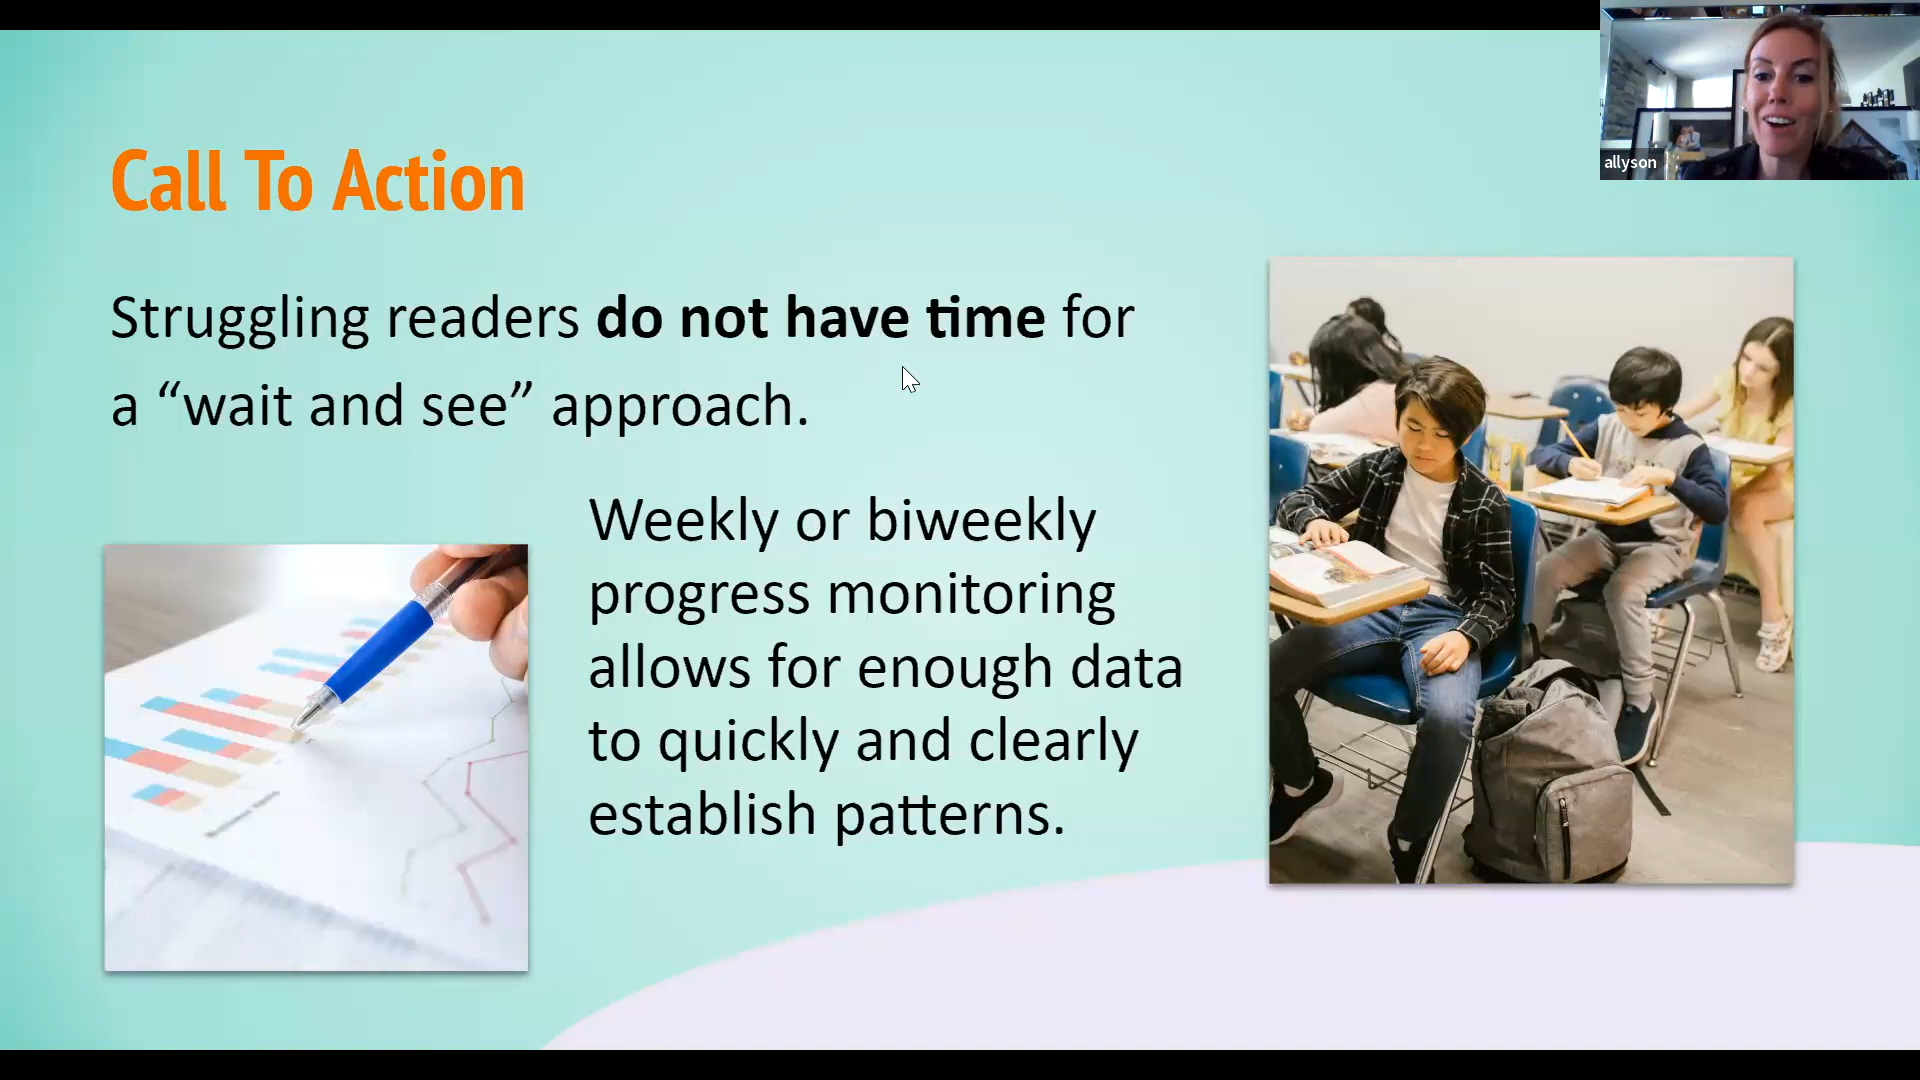 allyson
Call To Action
Struggling readers do not have time for
a “wait and see” approach.
Weekly or biweekly
progress monitoring
allows for enough data
to quickly and clearly
establish patterns.